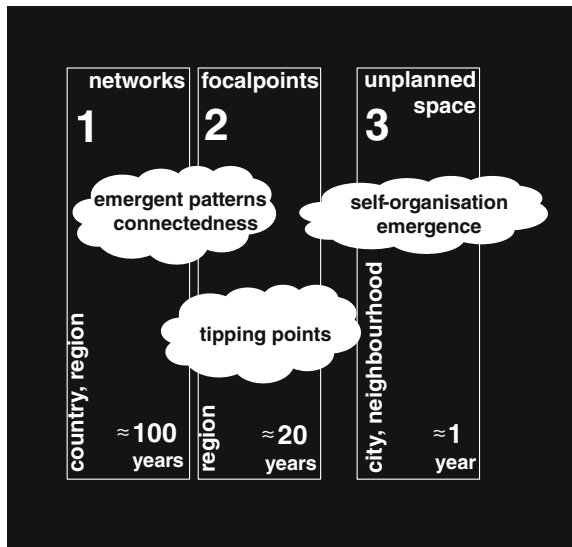 networks
1
focalpoints
2
unplanned
space
3
emergent patterns
connectedness
self-organisation
emergence
tipping points
country, region
≈100
years
region
≈20
years
city, neighbourhood
≈1
year